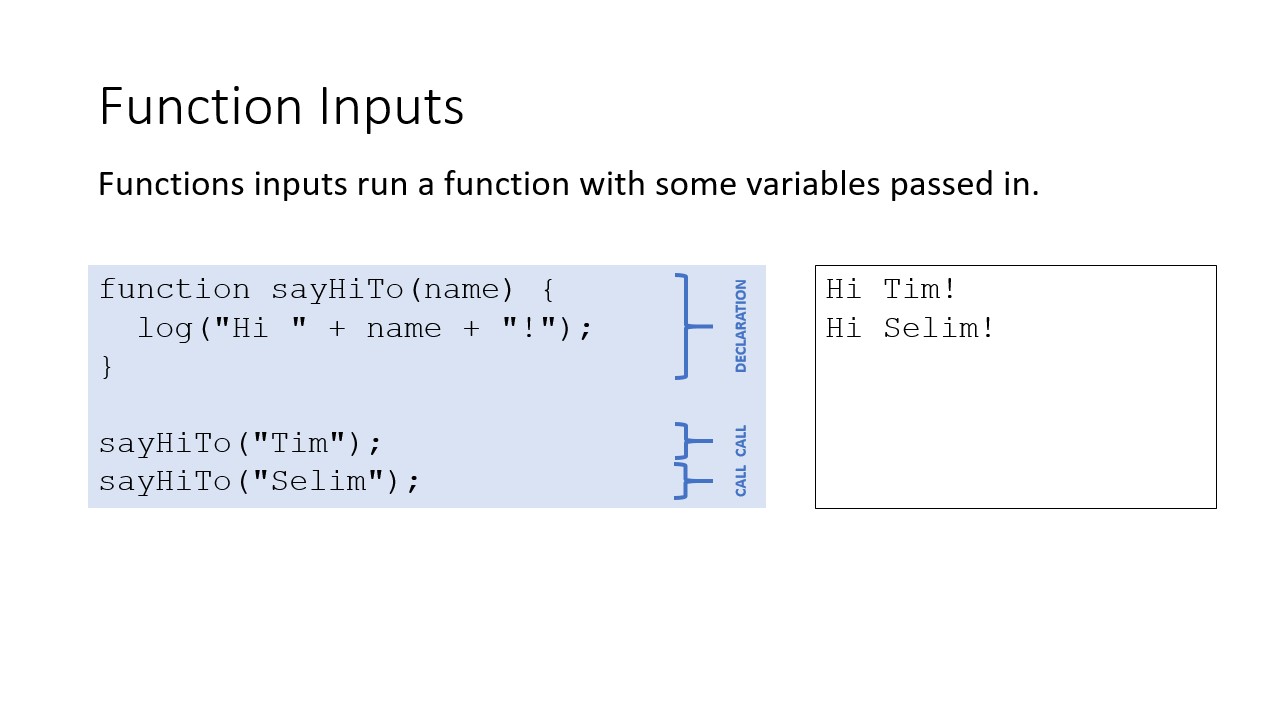 Function Inputs
Functions inputs run a function with some variables passed in.
function sayHiTo(name) {
  log("Hi " + name + "!");
}
sayHiTo("Tim");
sayHiTo("Selim");
DECLARATION
CALL
CALL
Hi Tim!
Hi Selim!